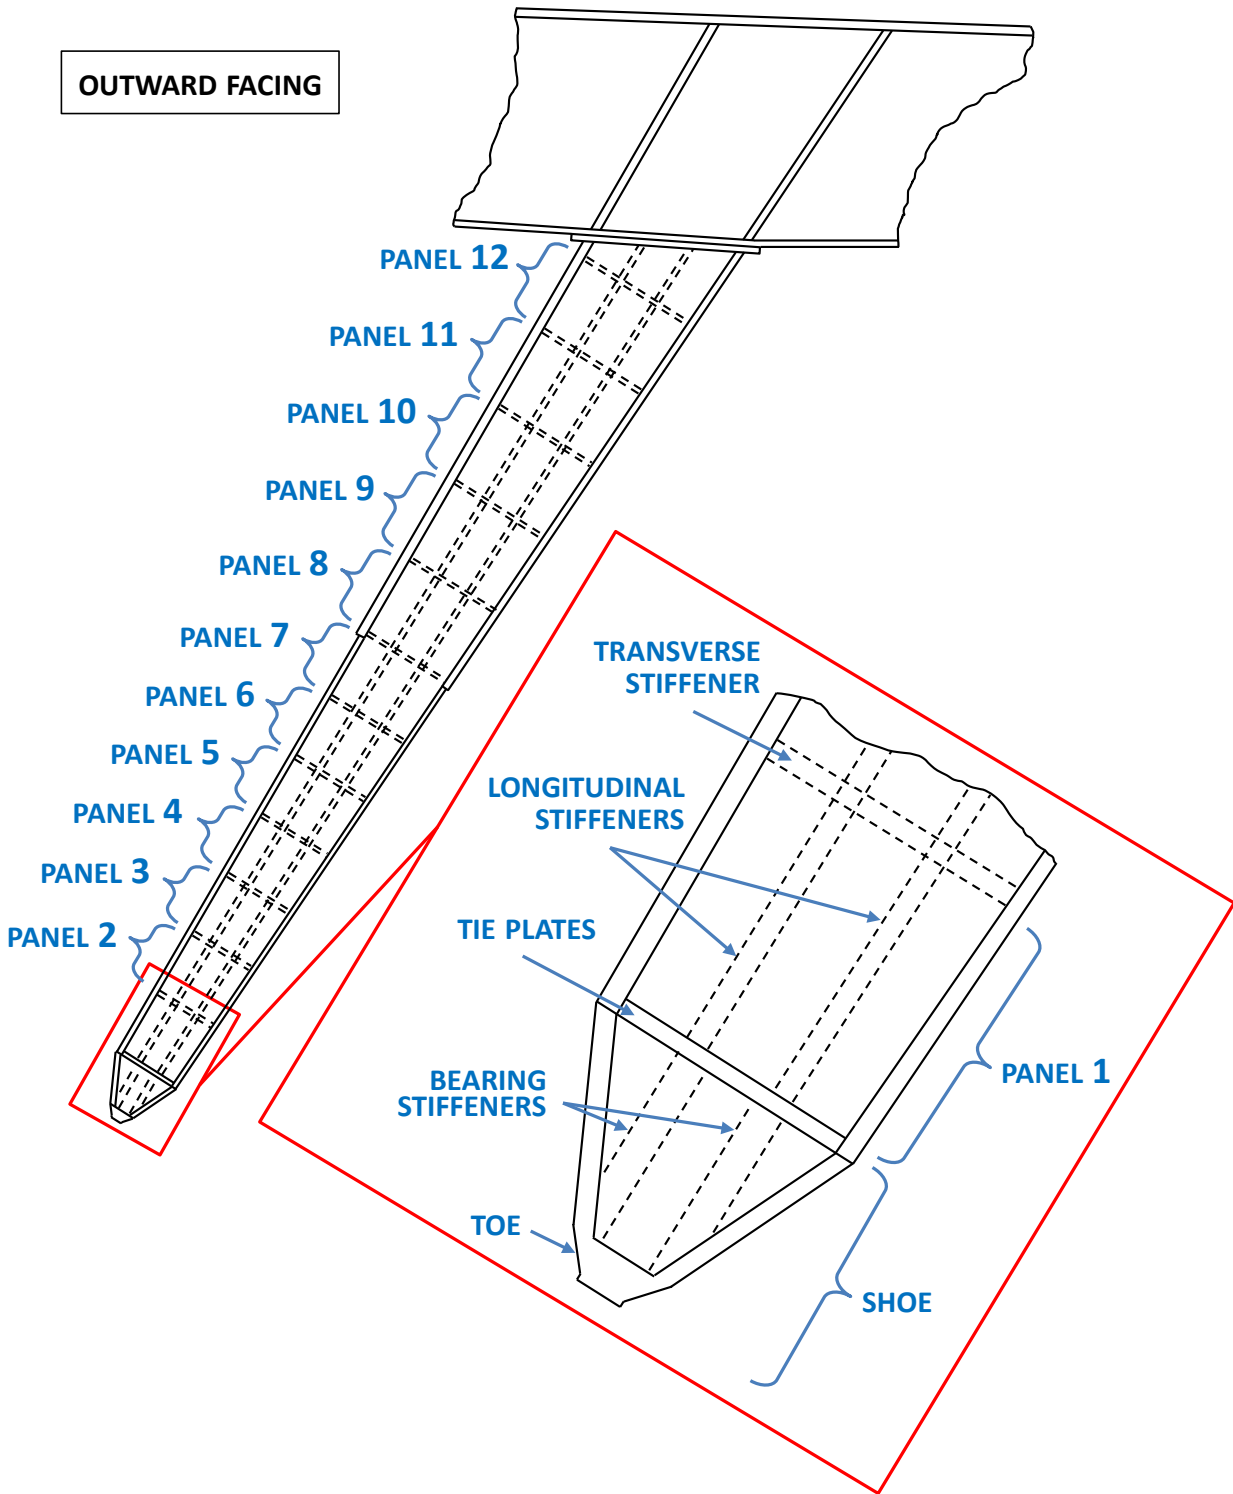 OUTWARD FACING
PANEL 12
PANEL 11
PANEL 10
PANEL 9
PANEL 8
PANEL 7
PANEL 6
PANEL 5
PANEL 4
PANEL 3
PANEL 2
TRANSVERSE
STIFFENER
LONGITUDINAL
STIFFENERS
TIE PLATES
PANEL 1
BEARING
STIFFENERS
TOE
SHOE